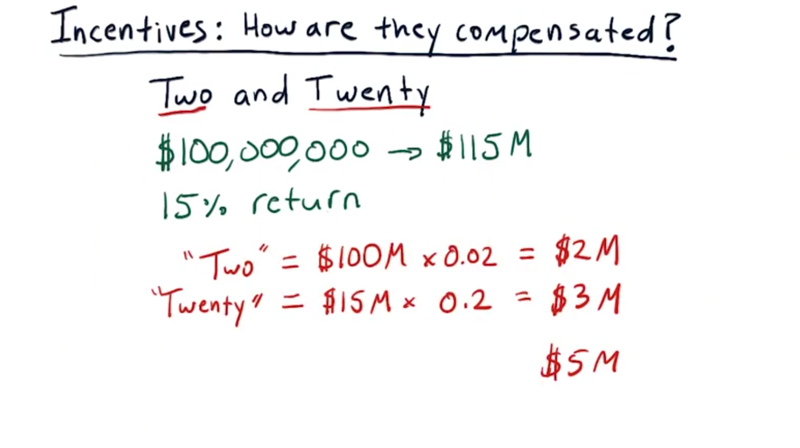 Incentives: How are they compensated?
Two and Twenty
$100,000,000 → $115M
15% return
"Two" = $100M × 0.02 = $2M
"Twenty" = $15M × 0.2 = $3M
$5M